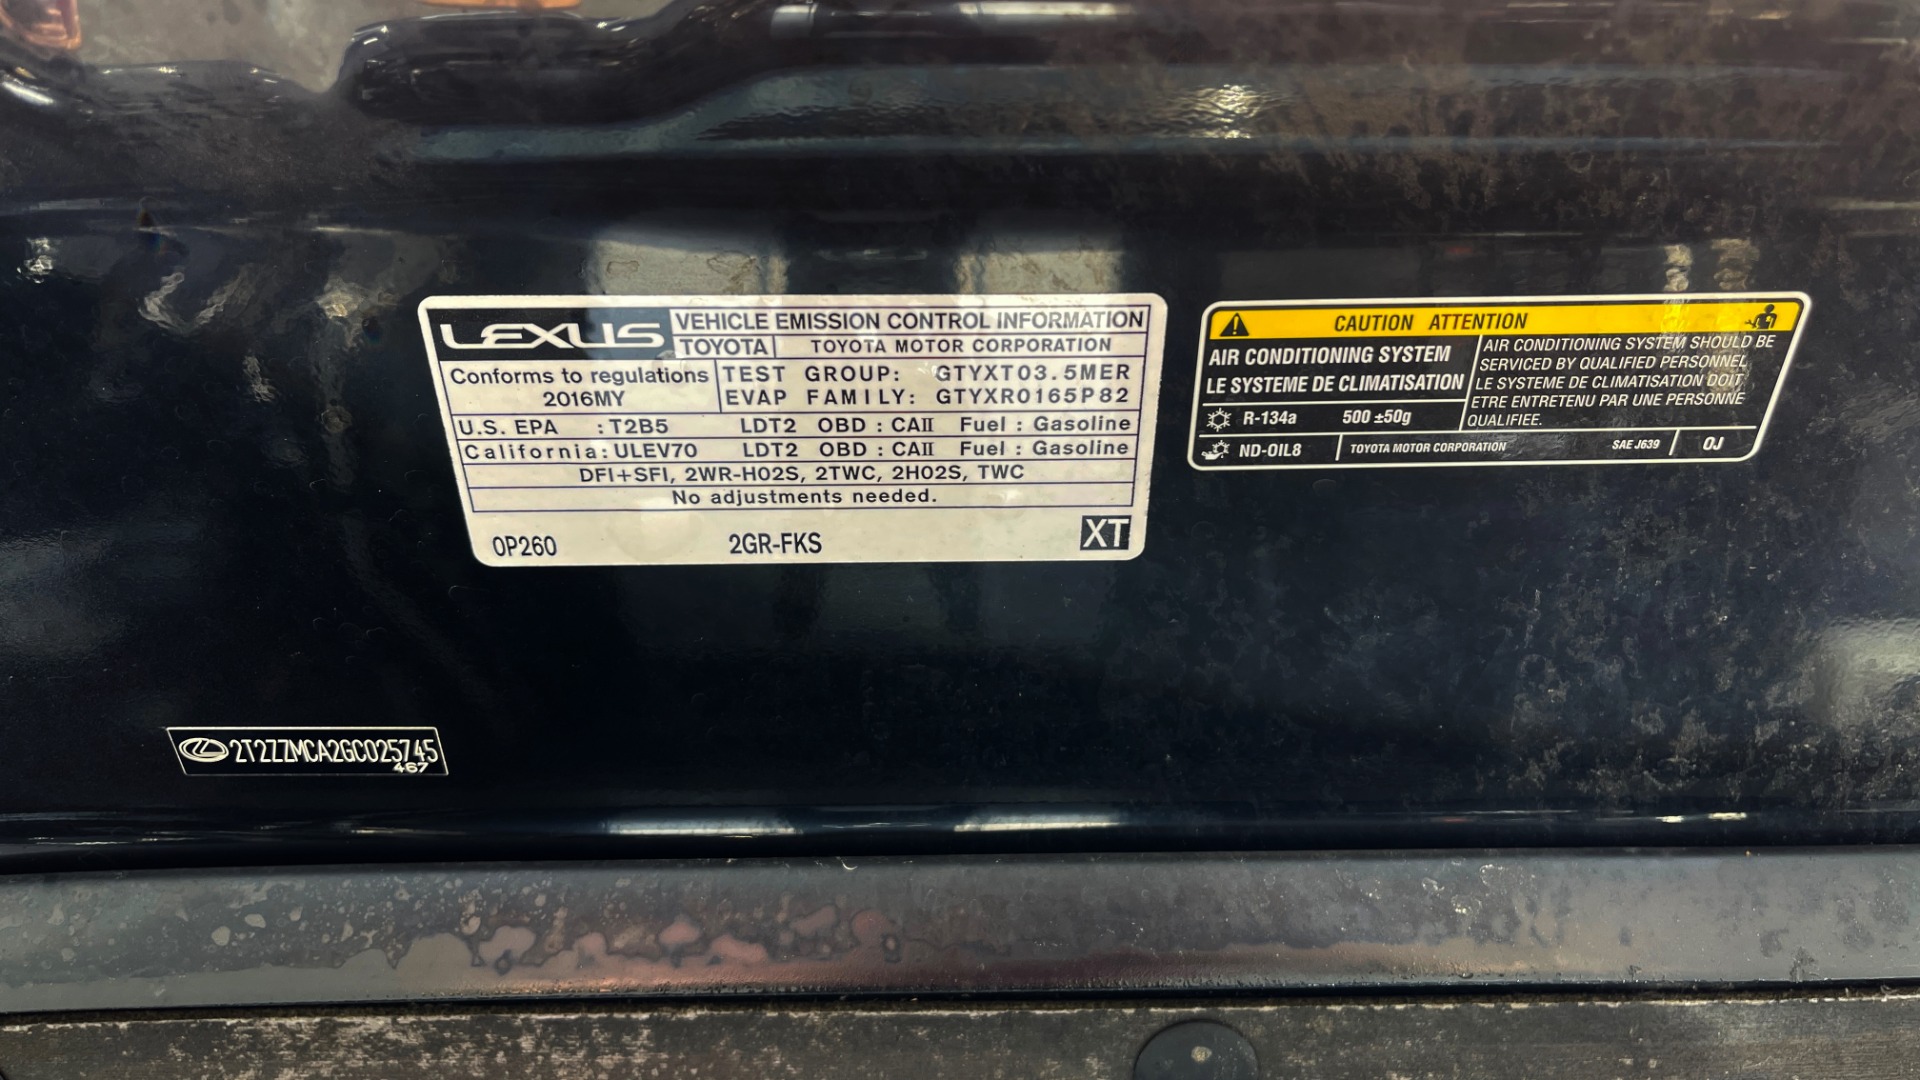 LEXUS VEHICLE EMISSION CONTROL INFORMATION
TOYOTA TOYOTA MOTOR CORPORATION
Conforms to regulations TEST GROUP: GTYXT03.5MER
2016MY EVAP FAMILY: GTYXR0165P82
U.S. EPA : T2B5 LDT2 OBD : CAII Fuel : Gasoline
California : ULEV70 LDT2 OBD : CAII Fuel : Gasoline
DFI+SFI, 2WR-HO2S, 2TWC, 2HO2S, TWC
No adjustments needed.
0P260 2GR-FKS XT
CAUTION ATTENTION
AIR CONDITIONING SYSTEM
LE SYSTEME DE CLIMATISATION
AIR CONDITIONING SYSTEM SHOULD BE
SERVICED BY QUALIFIED PERSONNEL
LE SYSTEME DE CLIMATISATION DOIT
ETRE ENTRETENU PAR UNE PERSONNE
QUALIFIEE.
R-134a 500 ±50g
ND-OIL8 TOYOTA MOTOR CORPORATION SAE J639 0J
2T2ZZMCA2GC025745
467